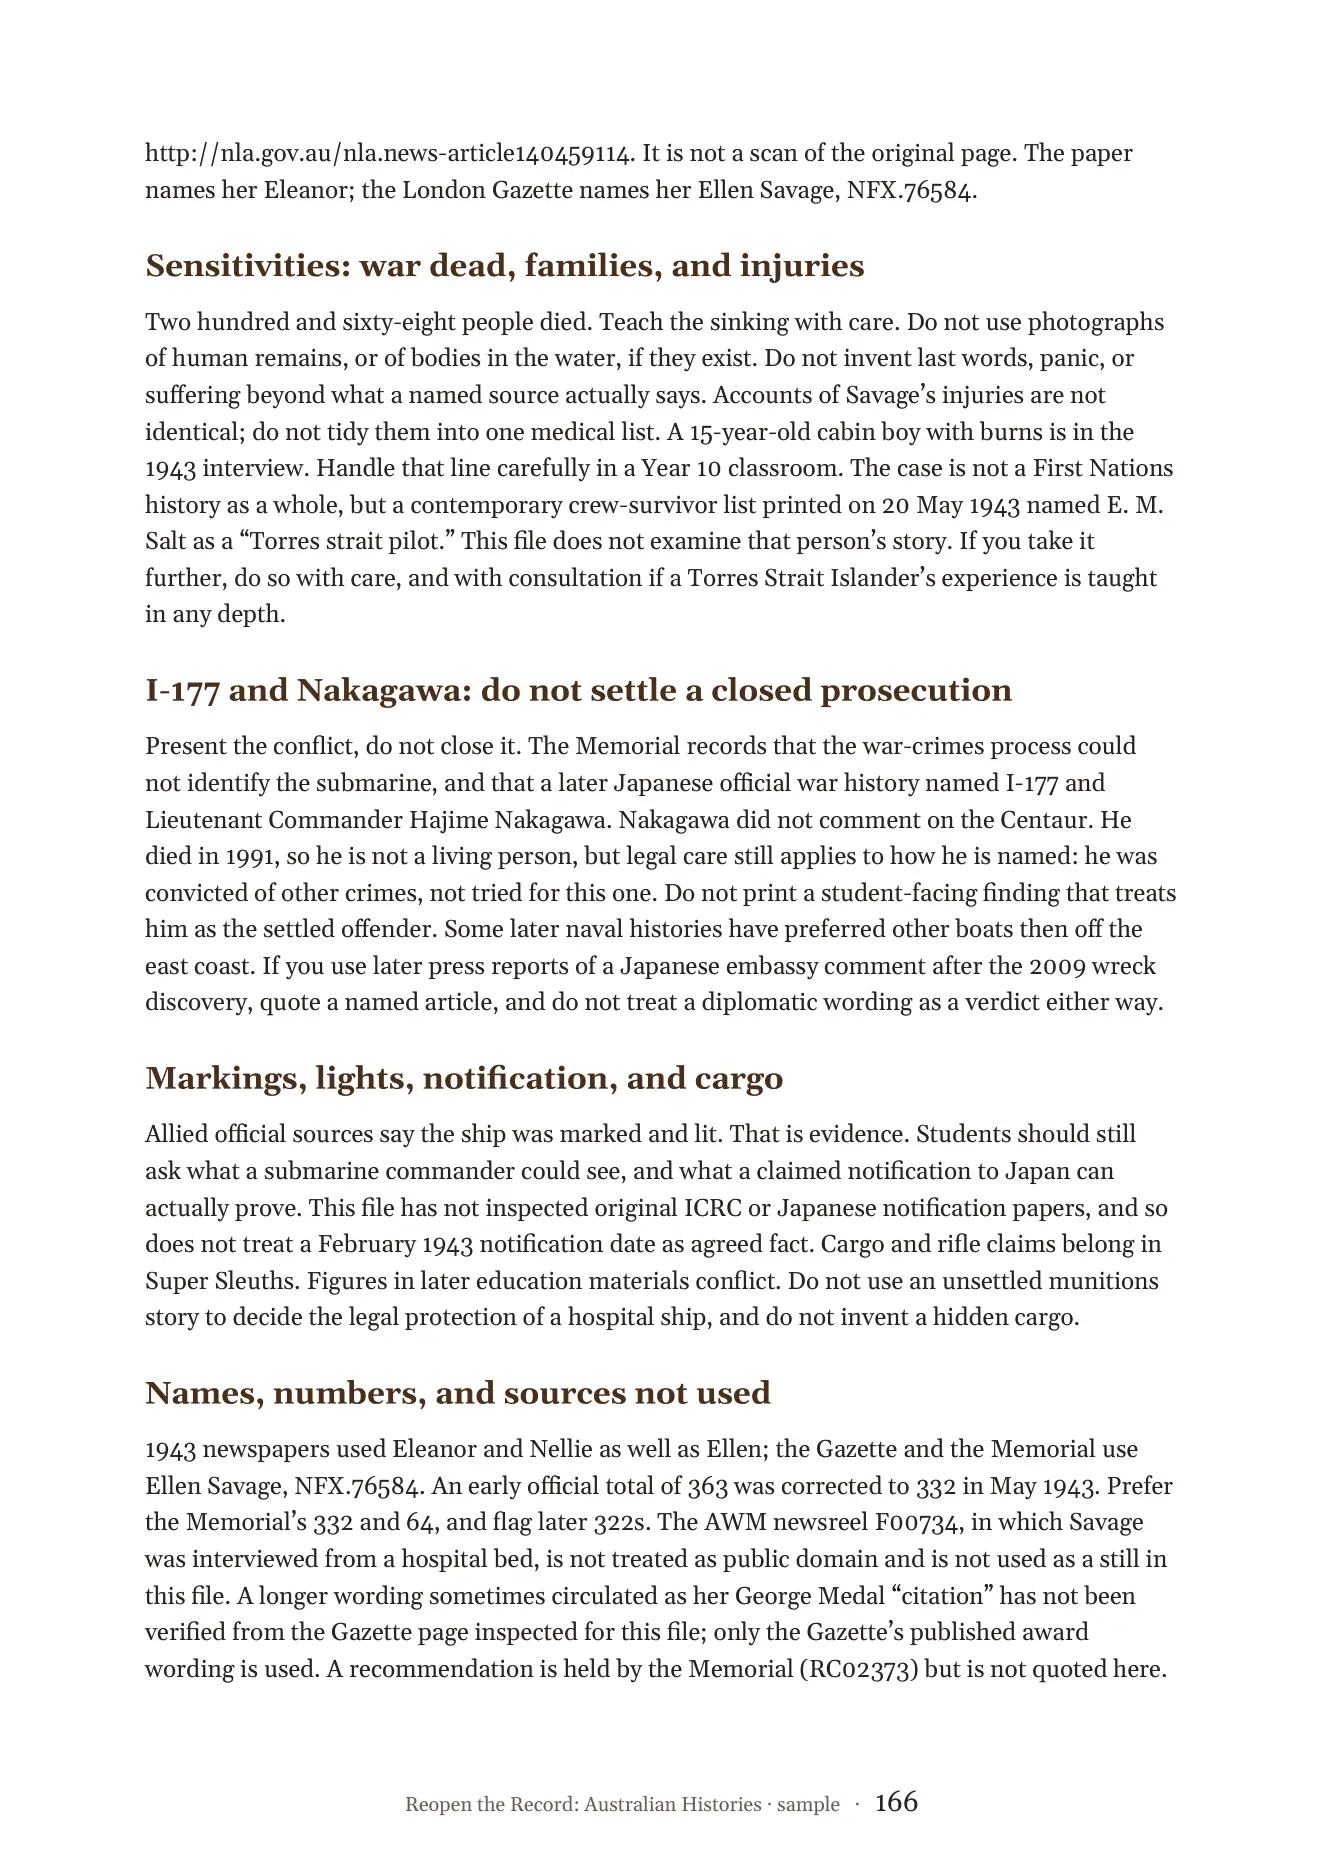 http://nla.gov.au/nla.news-article140459114. It is not a scan of the original page. The paper
names her Eleanor; the London Gazette names her Ellen Savage, NFX.76584.
Sensitivities: war dead, families, and injuries
Two hundred and sixty-eight people died. Teach the sinking with care. Do not use photographs
of human remains, or of bodies in the water, if they exist. Do not invent last words, panic, or
suffering beyond what a named source actually says. Accounts of Savage’s injuries are not
identical; do not tidy them into one medical list. A 15-year-old cabin boy with burns is in the
1943 interview. Handle that line carefully in a Year 10 classroom. The case is not a First Nations
history as a whole, but a contemporary crew-survivor list printed on 20 May 1943 named E. M.
Salt as a “Torres strait pilot.” This file does not examine that person’s story. If you take it
further, do so with care, and with consultation if a Torres Strait Islander’s experience is taught
in any depth.
I-177 and Nakagawa: do not settle a closed prosecution
Present the conflict, do not close it. The Memorial records that the war-crimes process could
not identify the submarine, and that a later Japanese official war history named I-177 and
Lieutenant Commander Hajime Nakagawa. Nakagawa did not comment on the Centaur. He
died in 1991, so he is not a living person, but legal care still applies to how he is named: he was
convicted of other crimes, not tried for this one. Do not print a student-facing finding that treats
him as the settled offender. Some later naval histories have preferred other boats then off the
east coast. If you use later press reports of a Japanese embassy comment after the 2009 wreck
discovery, quote a named article, and do not treat a diplomatic wording as a verdict either way.
Markings, lights, notification, and cargo
Allied official sources say the ship was marked and lit. That is evidence. Students should still
ask what a submarine commander could see, and what a claimed notification to Japan can
actually prove. This file has not inspected original ICRC or Japanese notification papers, and so
does not treat a February 1943 notification date as agreed fact. Cargo and rifle claims belong in
Super Sleuths. Figures in later education materials conflict. Do not use an unsettled munitions
story to decide the legal protection of a hospital ship, and do not invent a hidden cargo.
Names, numbers, and sources not used
1943 newspapers used Eleanor and Nellie as well as Ellen; the Gazette and the Memorial use
Ellen Savage, NFX.76584. An early official total of 363 was corrected to 332 in May 1943. Prefer
the Memorial’s 332 and 64, and flag later 322s. The AWM newsreel F00734, in which Savage
was interviewed from a hospital bed, is not treated as public domain and is not used as a still in
this file. A longer wording sometimes circulated as her George Medal “citation” has not been
verified from the Gazette page inspected for this file; only the Gazette’s published award
wording is used. A recommendation is held by the Memorial (RC02373) but is not quoted here.
Reopen the Record: Australian Histories · sample · 166